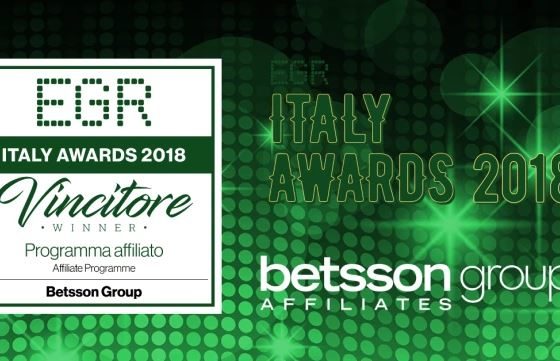 EGR
ITALY AWARDS 2018
Vincitore
• WINNER •
Programma affiliato
Affiliate Programme
Betsson Group
EGR
ITALY
AWARDS 2018
betsson group
AFFILIATES